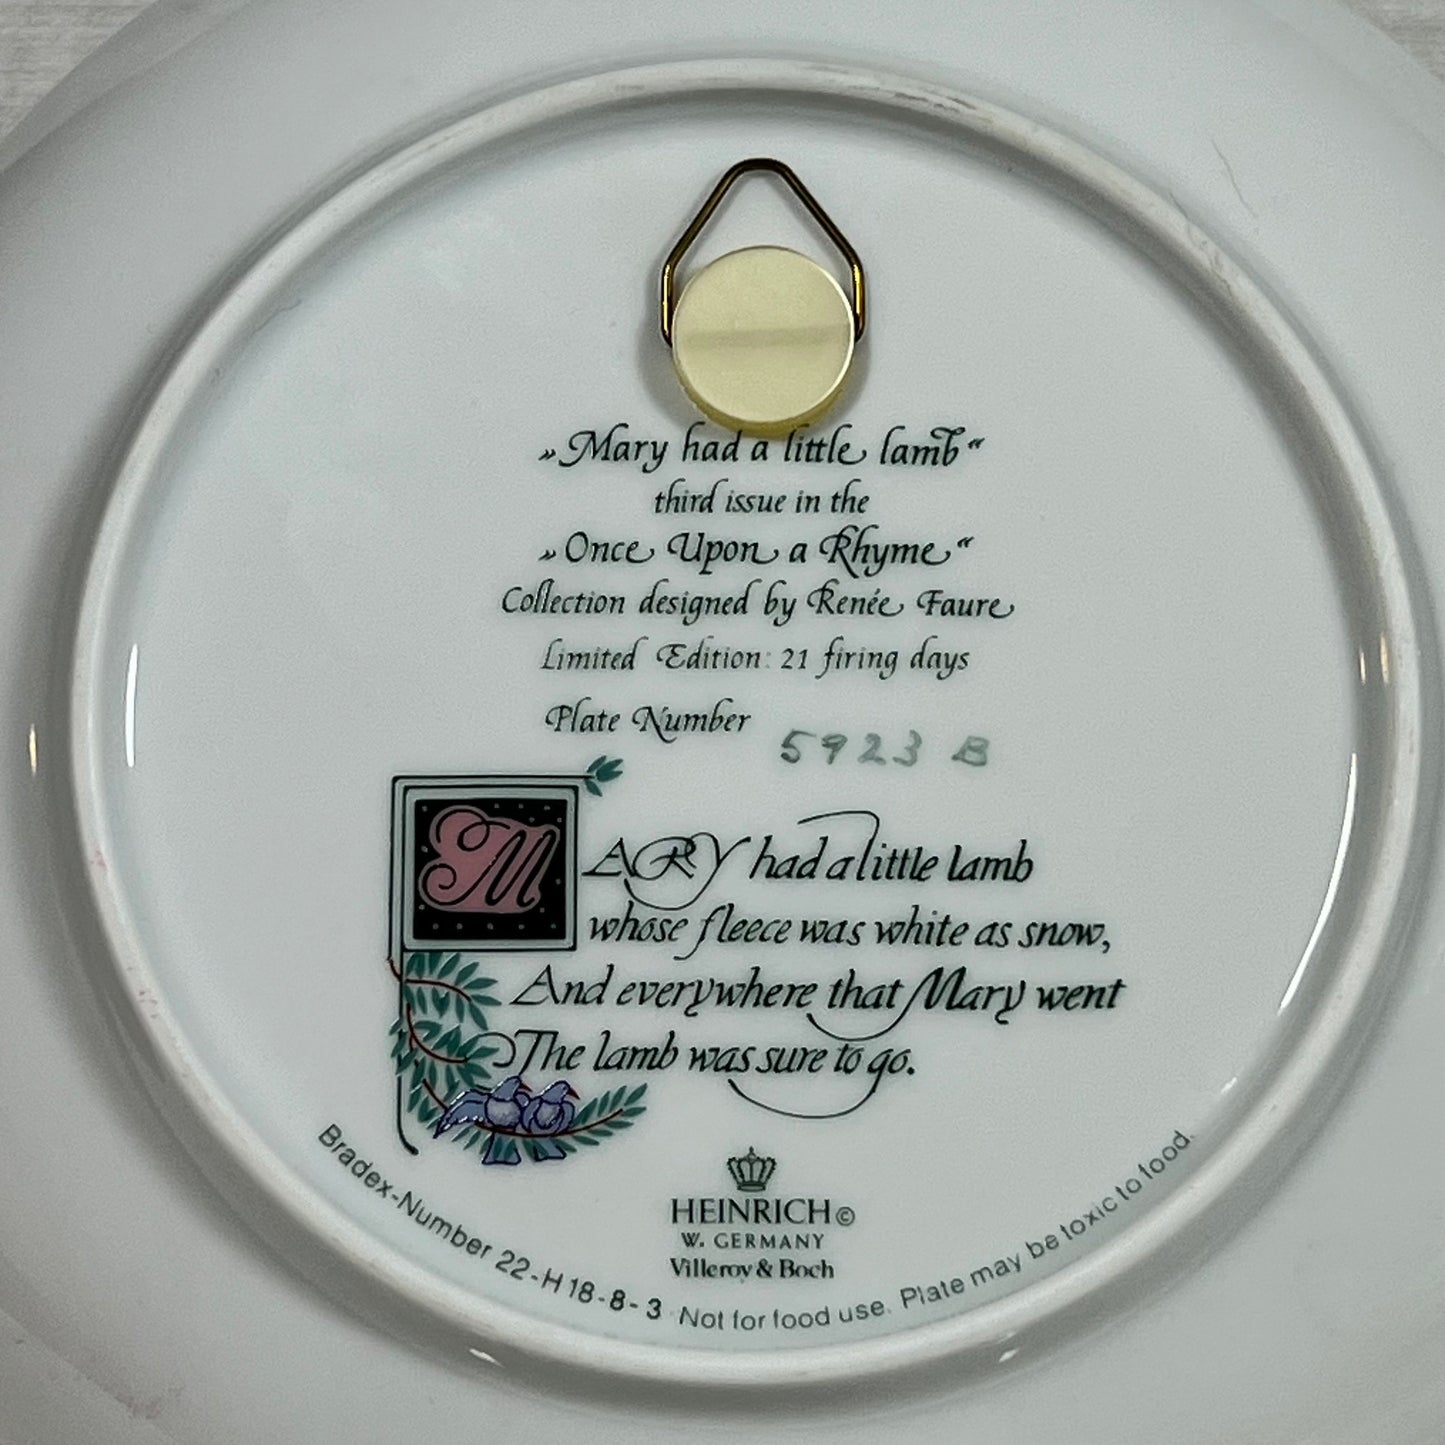 »Mary had a little lamb«
third issue in the
»Once Upon a Rhyme«
Collection designed by Renée Faure
Limited Edition: 21 firing days
Plate Number 5923 B
MARY had a little lamb
whose fleece was white as snow,
And everywhere that Mary went
The lamb was sure to go.
HEINRICH©
W. GERMANY
Villeroy & Boch
Bradex-Number 22-H18-8-3 Not for food use. Plate may be toxic to food.